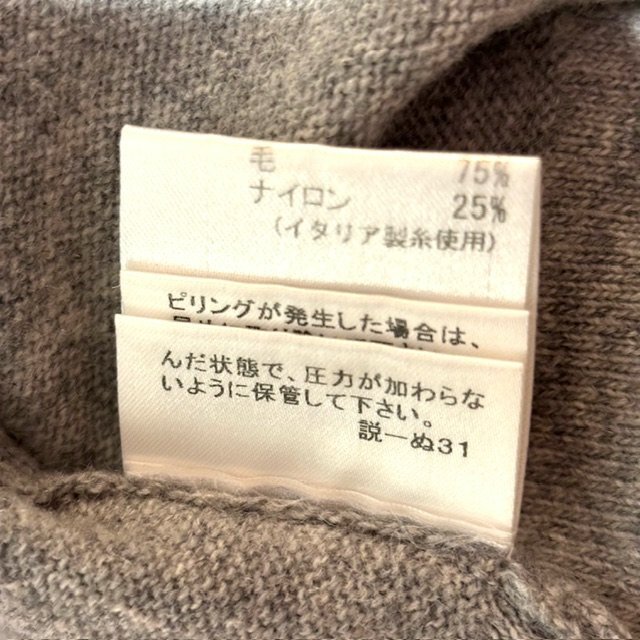 毛 75%
ナイロン 25%
(イタリア製糸使用)
ピリングが発生した場合は、
んだ状態で、圧力が加わらな
いように保管して下さい。
説ーぬ31